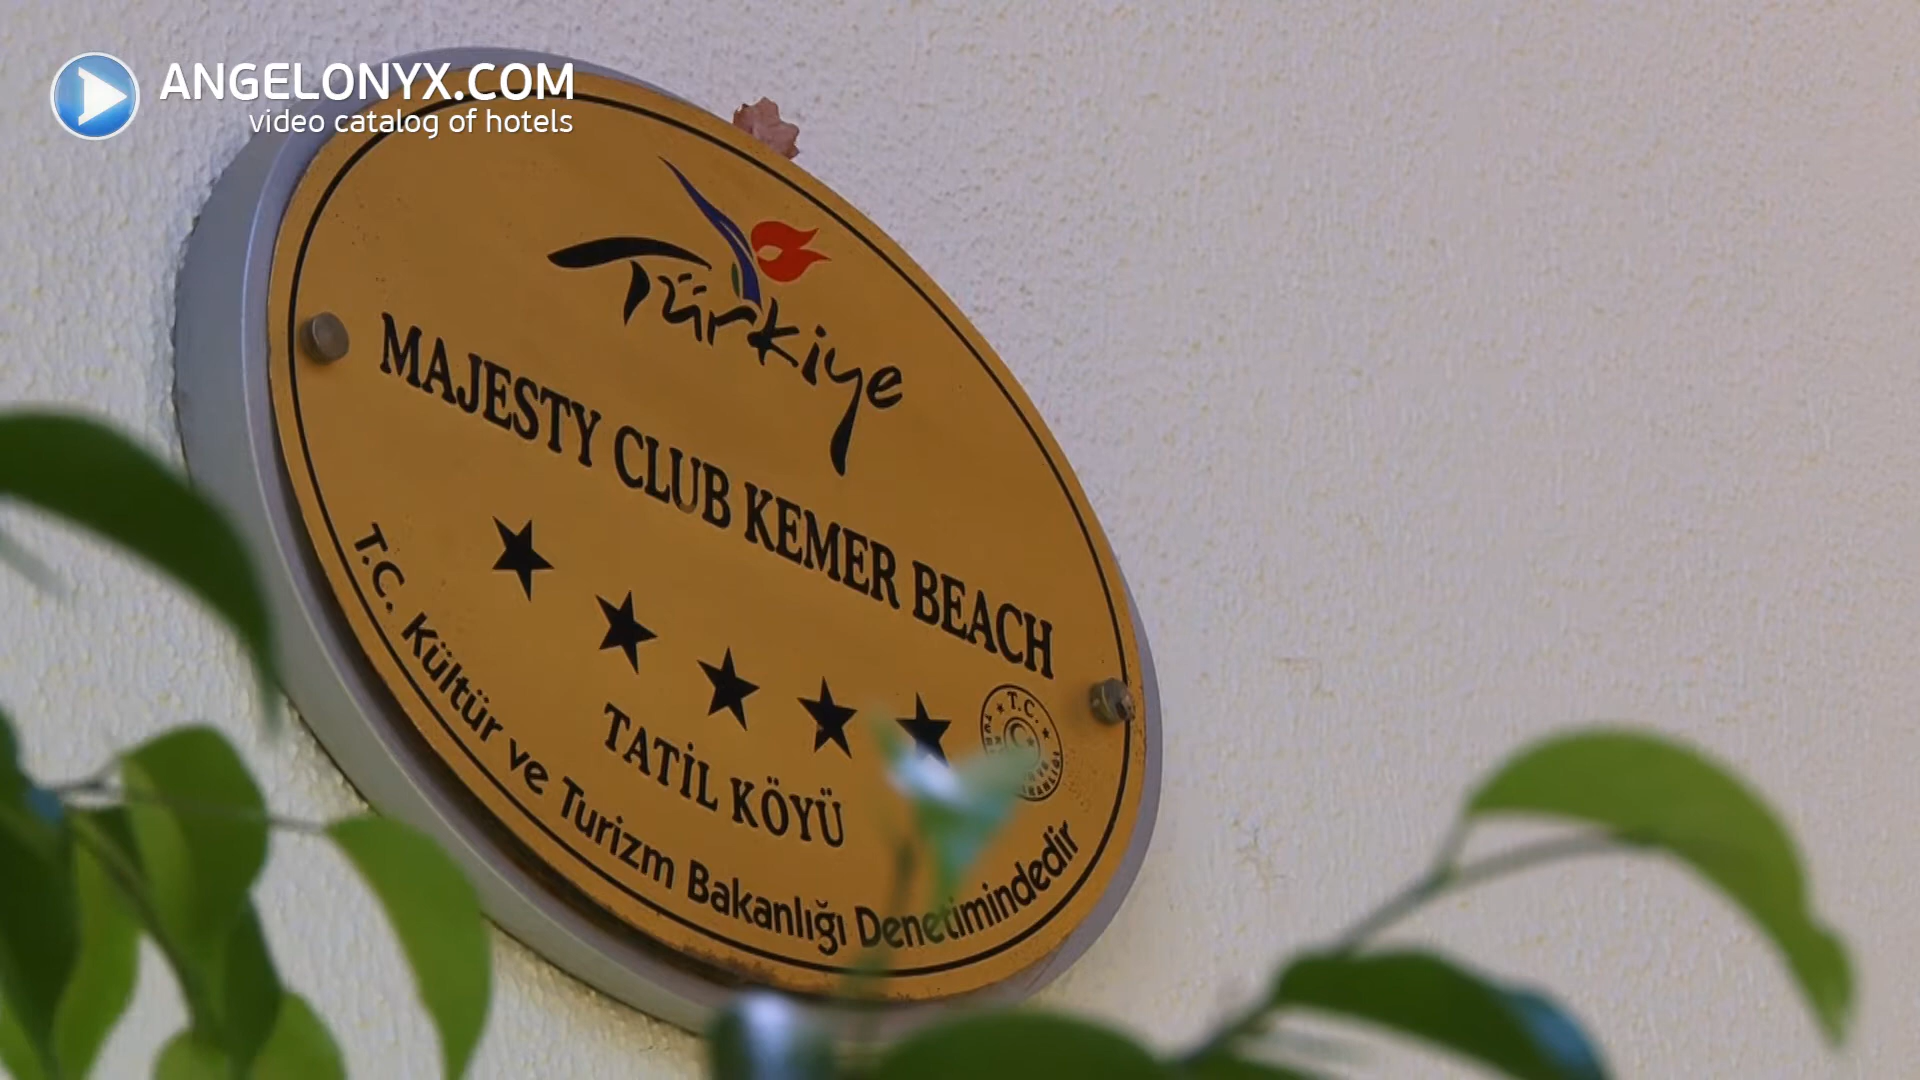 ANGELONYX.COM
video catalog of hotels
Türkiye
MAJESTY CLUB KEMER BEACH
TATİL KÖYÜ
T.C.
T.C. Kültür ve Turizm Bakanlığı Denetimindedir